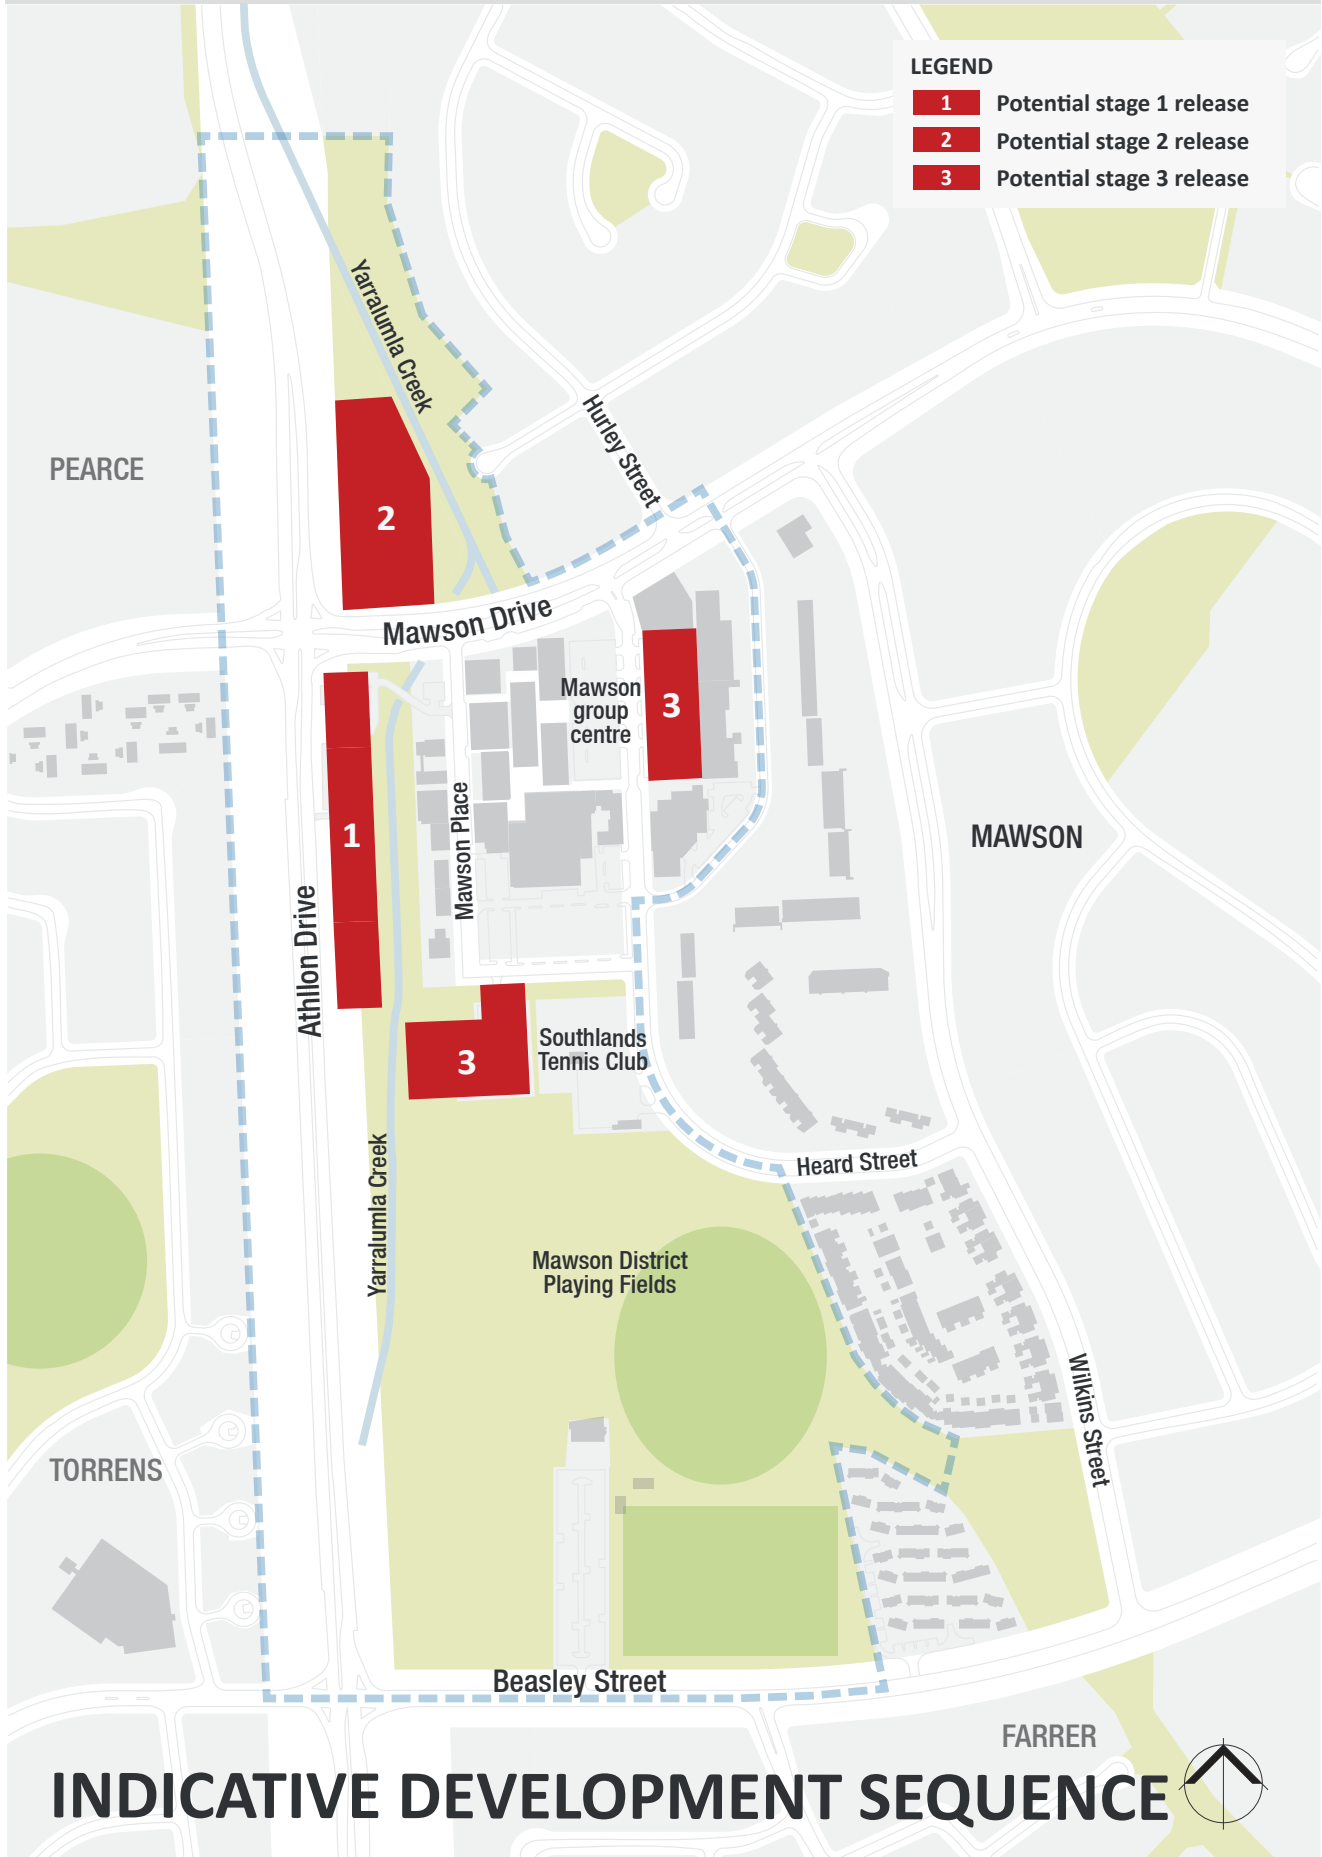 LEGEND
1 Potential stage 1 release
2 Potential stage 2 release
3 Potential stage 3 release
Yarralumla Creek
Hurley Street
PEARCE
2
Mawson Drive
Mawson
group
centre
3
1
Mawson Place
MAWSON
Athllon Drive
Southlands
Tennis Club
3
Heard Street
Yarralumla Creek
Mawson District
Playing Fields
Wilkins Street
TORRENS
Beasley Street
FARRER
INDICATIVE DEVELOPMENT SEQUENCE